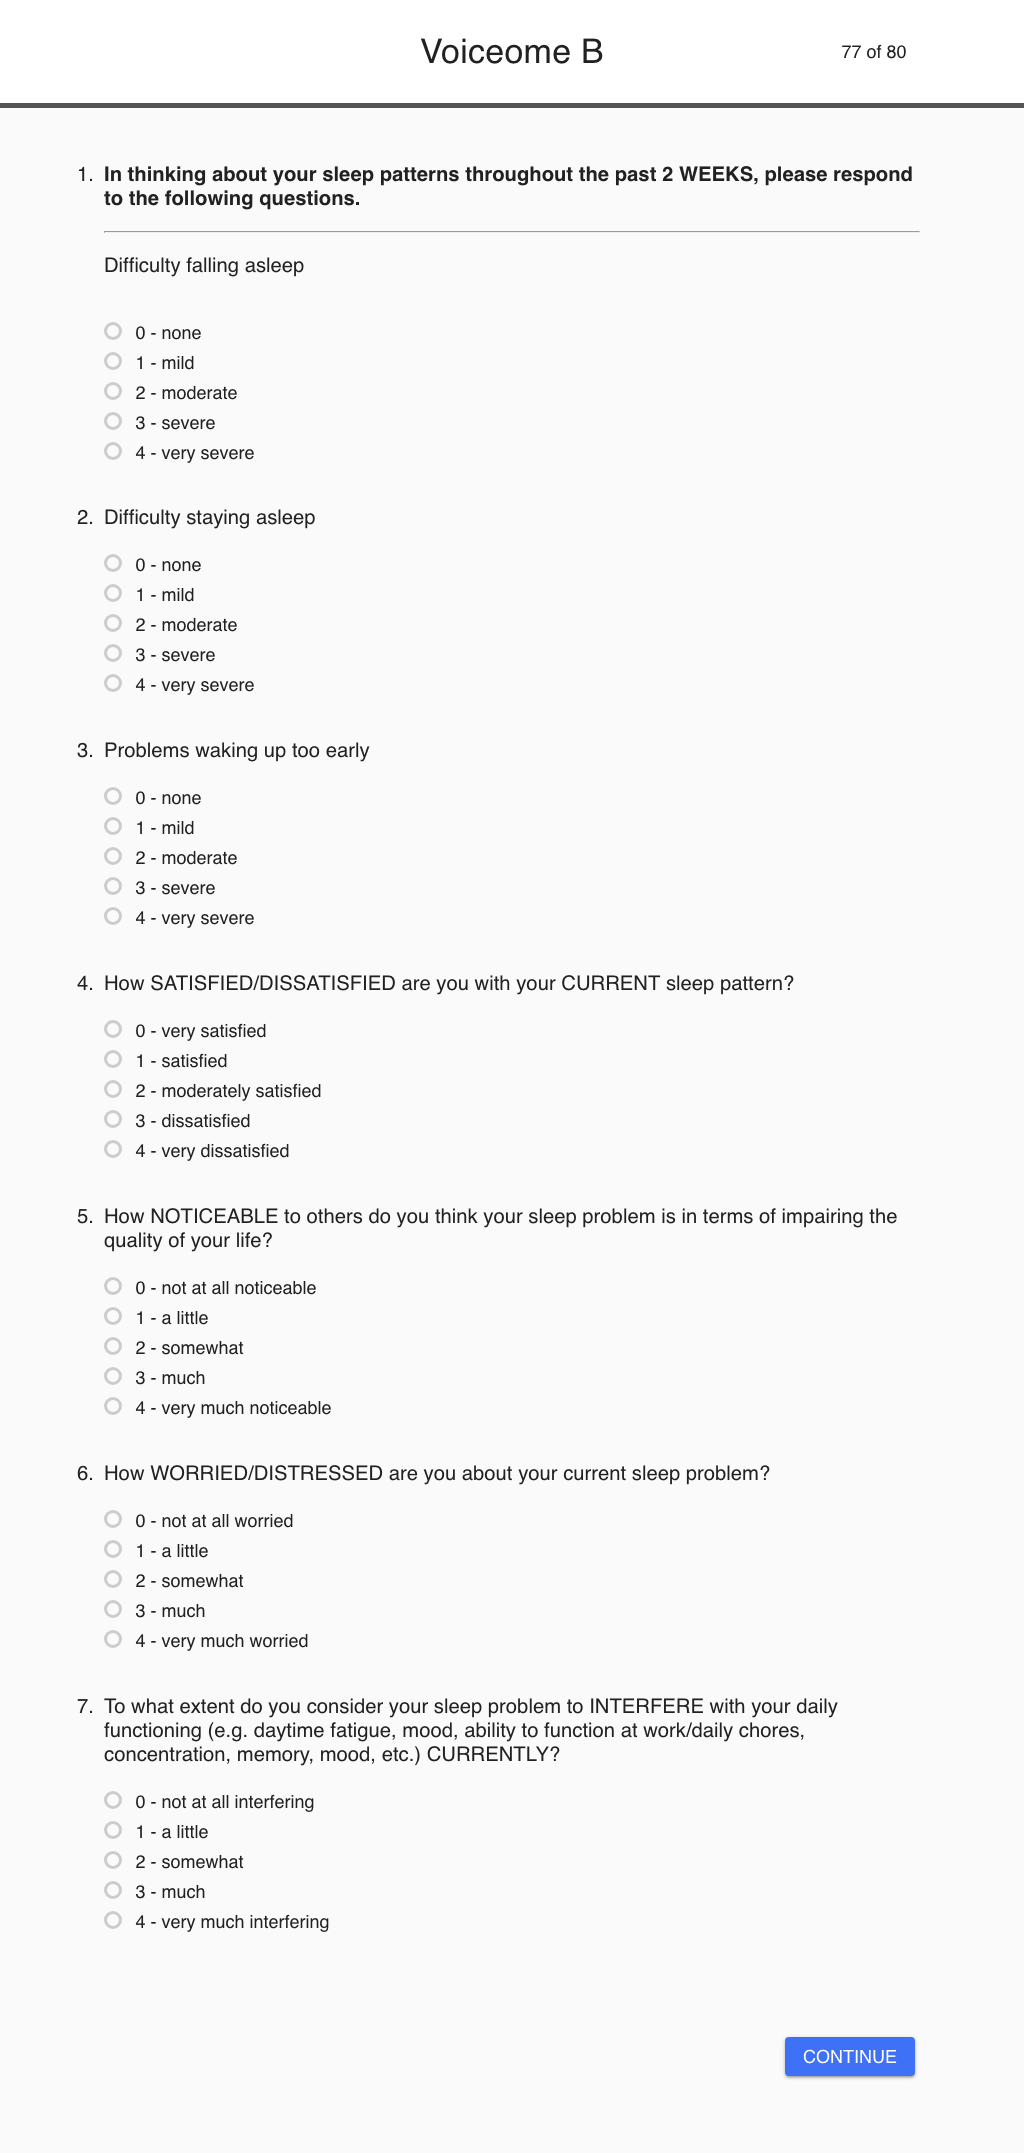 Voiceome B
77 of 80
1. In thinking about your sleep patterns throughout the past 2 WEEKS, please respond
to the following questions.
Difficulty falling asleep
0 - none
1 - mild
2 - moderate
3 - severe
4 - very severe
2. Difficulty staying asleep
0 - none
1 - mild
2 - moderate
3 - severe
4 - very severe
3. Problems waking up too early
0 - none
1 - mild
2 - moderate
3 - severe
4 - very severe
4. How SATISFIED/DISSATISFIED are you with your CURRENT sleep pattern?
0 - very satisfied
1 - satisfied
2 - moderately satisfied
3 - dissatisfied
4 - very dissatisfied
5. How NOTICEABLE to others do you think your sleep problem is in terms of impairing the
quality of your life?
0 - not at all noticeable
1 - a little
2 - somewhat
3 - much
4 - very much noticeable
6. How WORRIED/DISTRESSED are you about your current sleep problem?
0 - not at all worried
1 - a little
2 - somewhat
3 - much
4 - very much worried
7. To what extent do you consider your sleep problem to INTERFERE with your daily
functioning (e.g. daytime fatigue, mood, ability to function at work/daily chores,
concentration, memory, mood, etc.) CURRENTLY?
0 - not at all interfering
1 - a little
2 - somewhat
3 - much
4 - very much interfering
CONTINUE